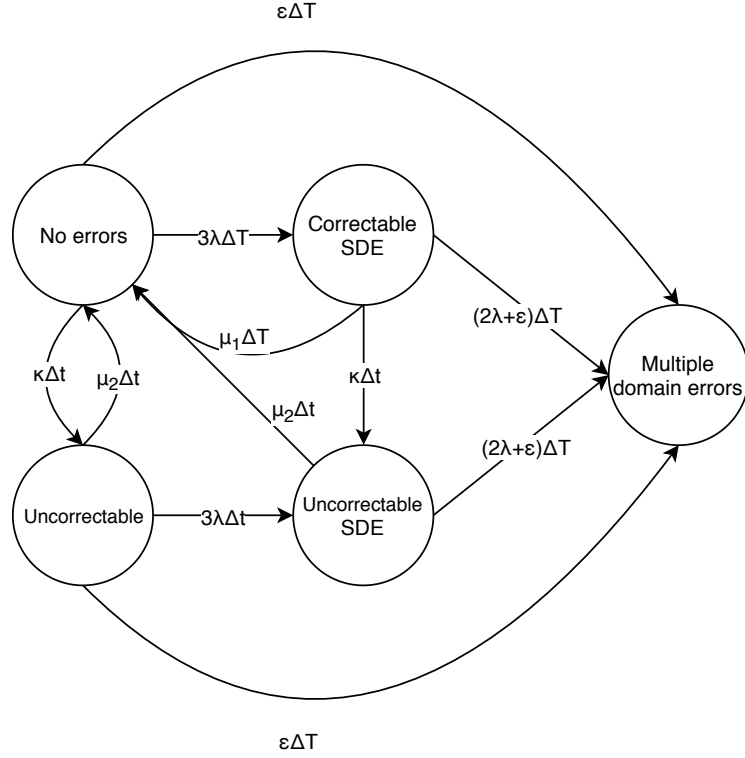 εΔT
No errors
3λΔT
Correctable
SDE
(2λ+ε)ΔT
μ₁ΔT
κΔt
μ₂Δt
κΔt
μ₂Δt
Multiple
domain errors
(2λ+ε)ΔT
Uncorrectable
3λΔt
Uncorrectable
SDE
εΔT